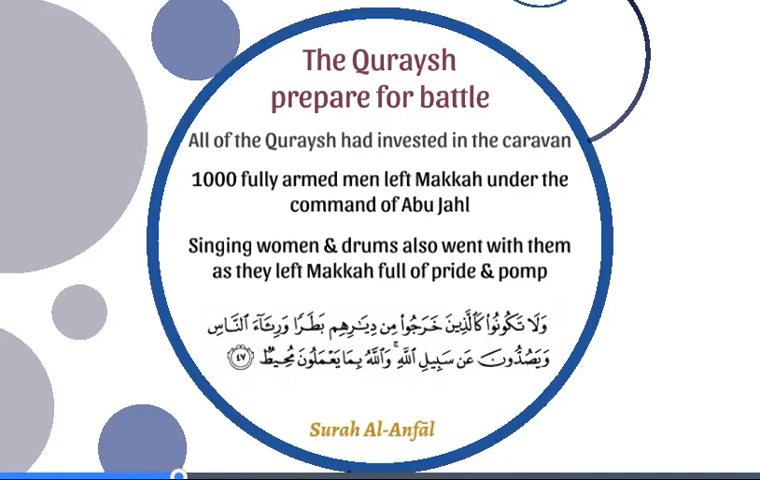 The Quraysh
prepare for battle
All of the Quraysh had invested in the caravan
1000 fully armed men left Makkah under the
command of Abu Jahl
Singing women & drums also went with them
as they left Makkah full of pride & pomp
وَلَا تَكُونُوا۟ كَٱلَّذِينَ خَرَجُوا۟ مِن دِيَـٰرِهِم بَطَرًا وَرِئَآءَ ٱلنَّاسِ
وَيَصُدُّونَ عَن سَبِيلِ ٱللَّهِ ۚ وَٱللَّهُ بِمَا يَعْمَلُونَ مُحِيطٌ ٤٧
Surah Al-Anfāl